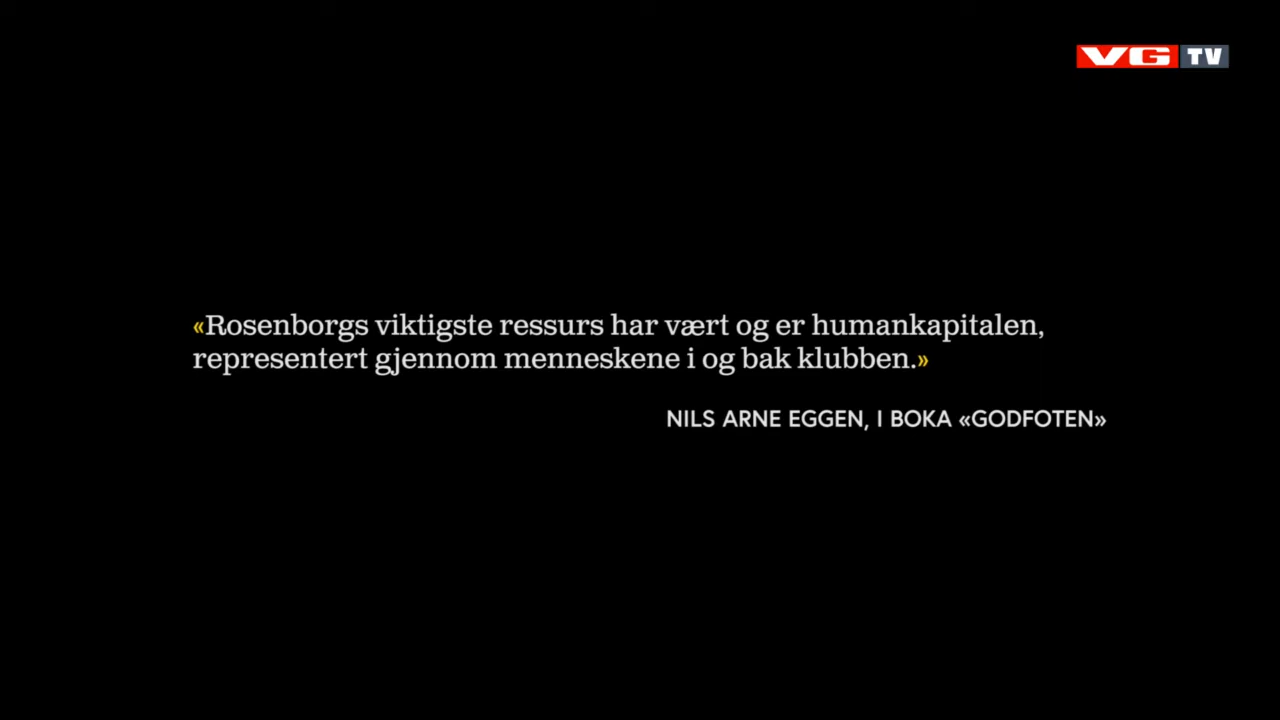 VG TV
«Rosenborgs viktigste ressurs har vært og er humankapitalen,
representert gjennom menneskene i og bak klubben.»
NILS ARNE EGGEN, I BOKA «GODFOTEN»